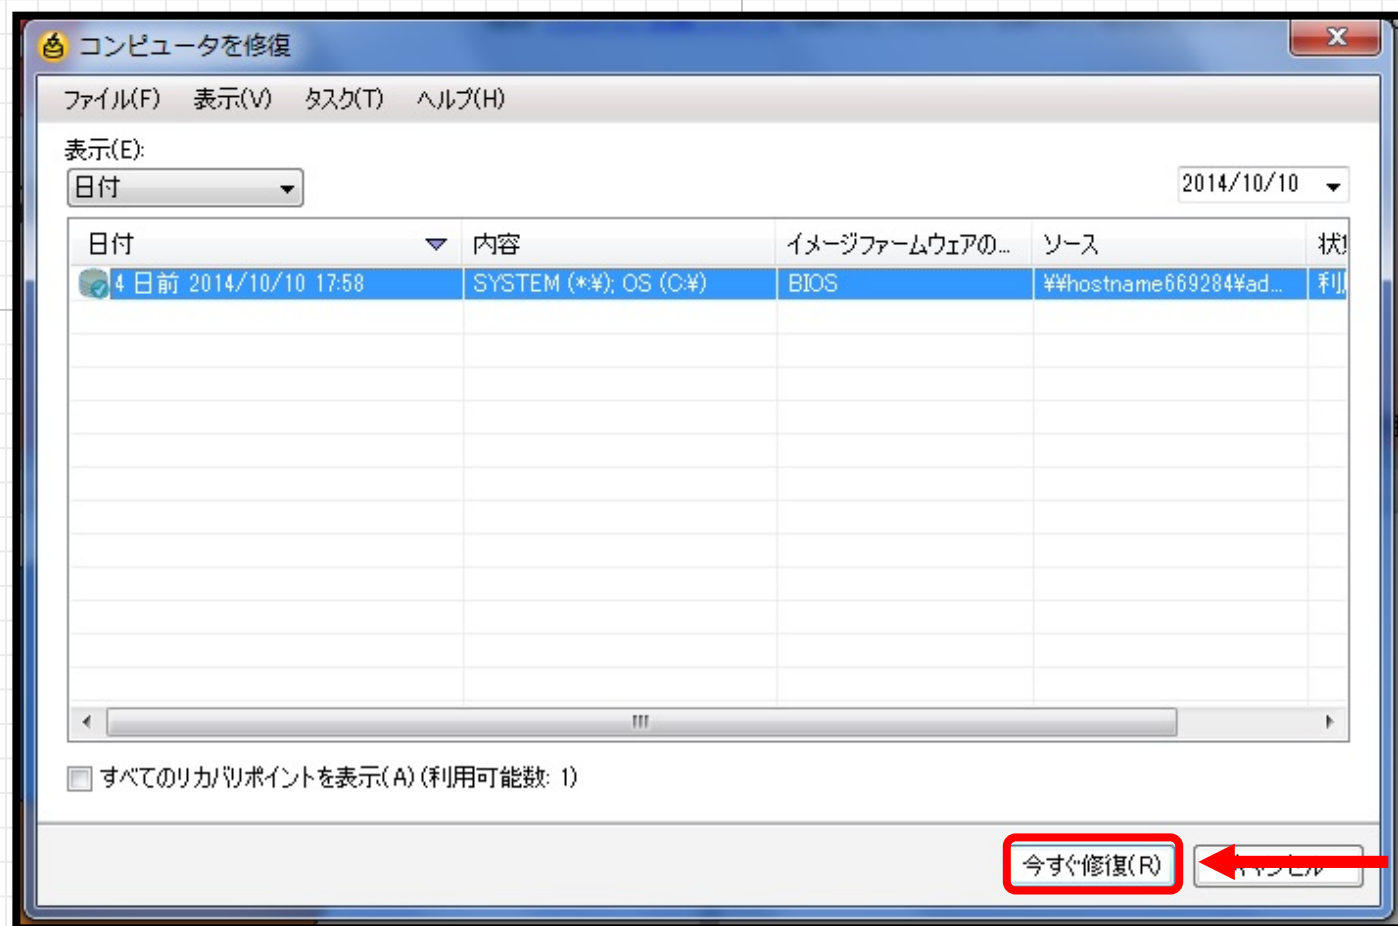 コンピュータを修復
ファイル(F) 表示(V) タスク(T) ヘルプ(H)
表示(E):
日付 2014/10/10
日付 内容 イメージファームウェアの... ソース
4 日前 2014/10/10 17:58 SYSTEM (*:¥); OS (C:¥) BIOS ¥¥hostname669284¥ad...
すべてのリカバリポイントを表示(A) (利用可能数: 1)
今すぐ修復(R)